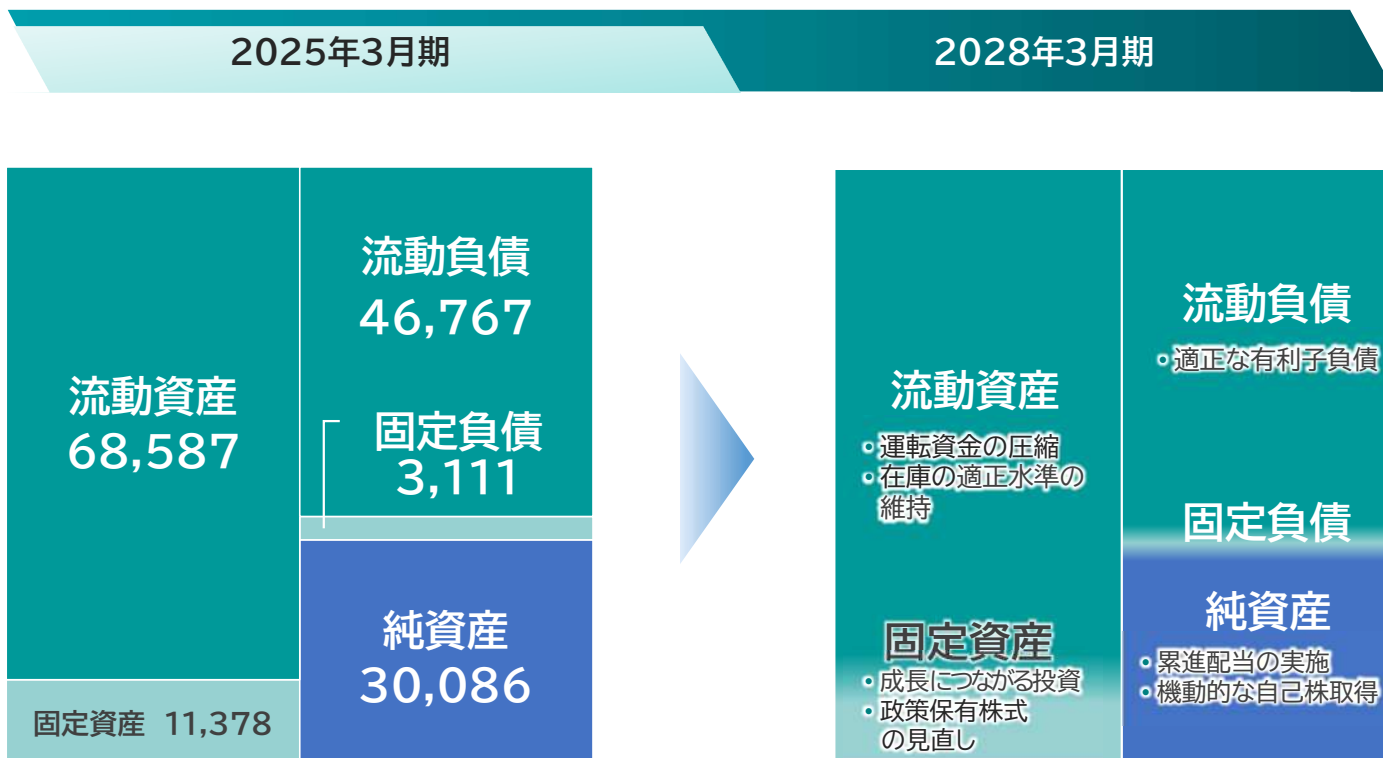 2025年3月期
2028年3月期
流動資産
68,587
固定資産 11,378
流動負債
46,767
固定負債
3,111
純資産
30,086
流動資産
・運転資金の圧縮
・在庫の適正水準の
維持
固定資産
・成長につながる投資
・政策保有株式
の見直し
流動負債
・適正な有利子負債
固定負債
純資産
・累進配当の実施
・機動的な自己株取得